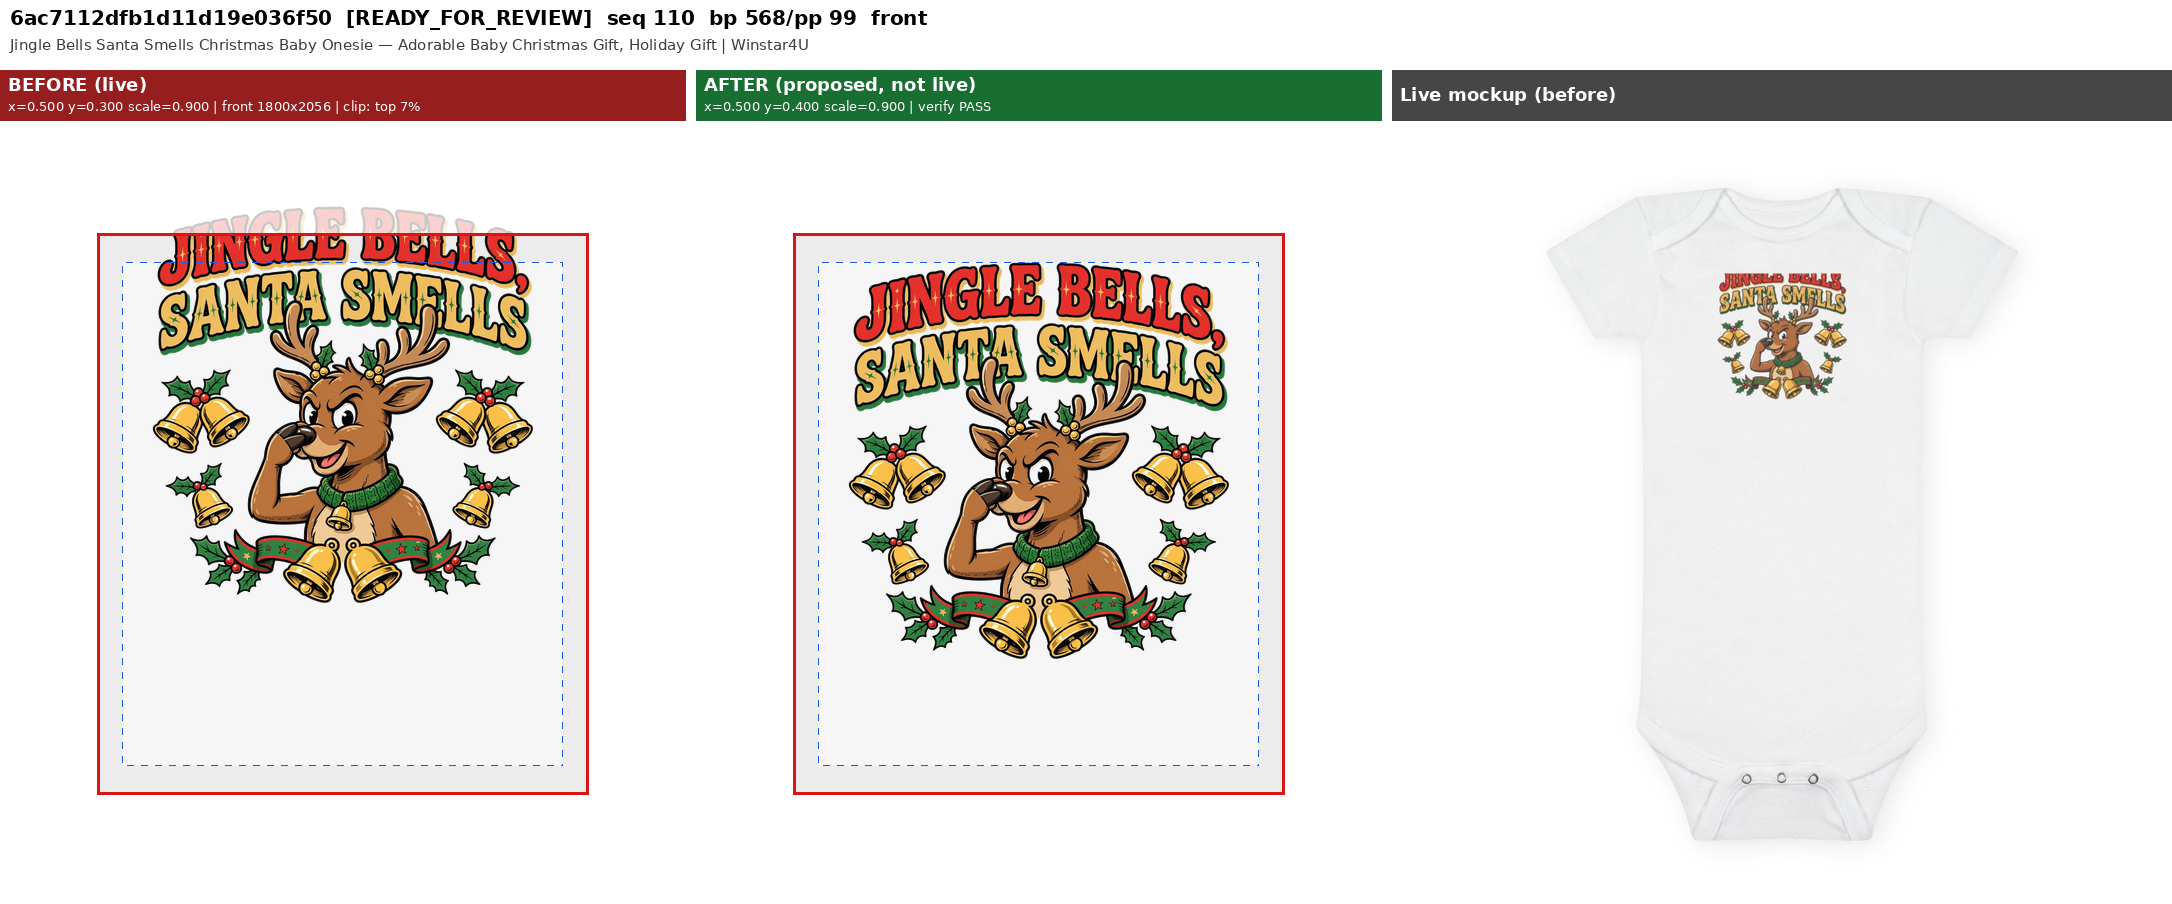 6ac7112dfb1d11d19e036f50 [READY_FOR_REVIEW] seq 110 bp 568/pp 99 front
Jingle Bells Santa Smells Christmas Baby Onesie — Adorable Baby Christmas Gift, Holiday Gift | Winstar4U
BEFORE (live)
x=0.500 y=0.300 scale=0.900 | front 1800x2056 | clip: top 7%
AFTER (proposed, not live)
x=0.500 y=0.400 scale=0.900 | verify PASS
Live mockup (before)
JINGLE BELLS,
SANTA SMELLS
JINGLE BELLS,
SANTA SMELLS
JINGLE BELLS,
SANTA SMELLS